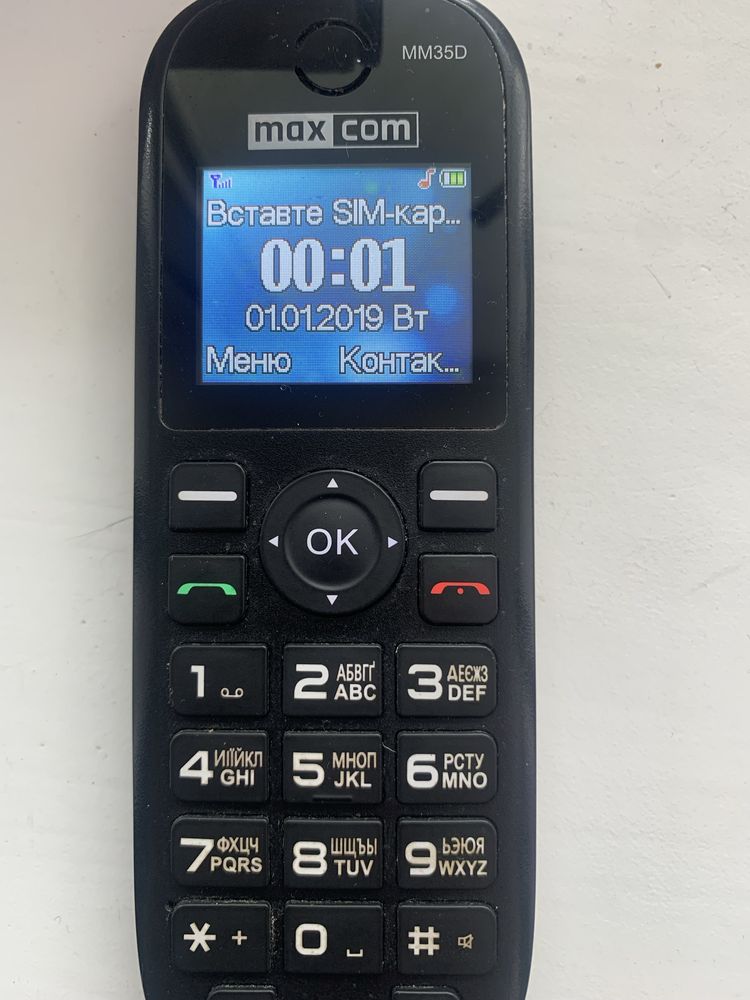 MM35D
maxcom
Вставте SIM-кар...
00:01
01.01.2019 Вт
Меню Контак...
OK
1 2 АБВГҐ ABC 3 ДЕЄЖЗ DEF
4 ИІЇЙКЛ GHI 5 МНОП JKL 6 РСТУ MNO
7 ФХЦЧ PQRS 8 ШЩЪЫ TUV 9 ЬЭЮЯ WXYZ
* + 0 #